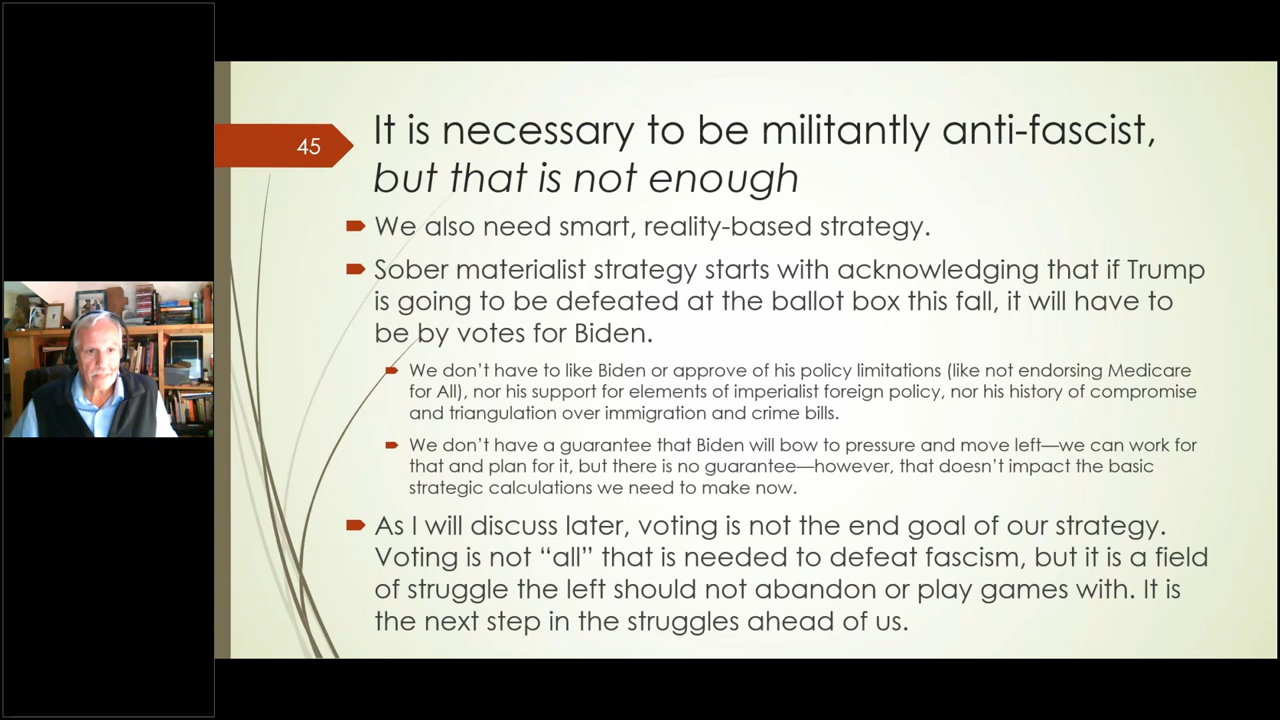 45
It is necessary to be militantly anti-fascist,
but that is not enough
We also need smart, reality-based strategy.
Sober materialist strategy starts with acknowledging that if Trump
is going to be defeated at the ballot box this fall, it will have to
be by votes for Biden.
We don’t have to like Biden or approve of his policy limitations (like not endorsing Medicare
for All), nor his support for elements of imperialist foreign policy, nor his history of compromise
and triangulation over immigration and crime bills.
We don’t have a guarantee that Biden will bow to pressure and move left—we can work for
that and plan for it, but there is no guarantee—however, that doesn’t impact the basic
strategic calculations we need to make now.
As I will discuss later, voting is not the end goal of our strategy.
Voting is not “all” that is needed to defeat fascism, but it is a field
of struggle the left should not abandon or play games with. It is
the next step in the struggles ahead of us.